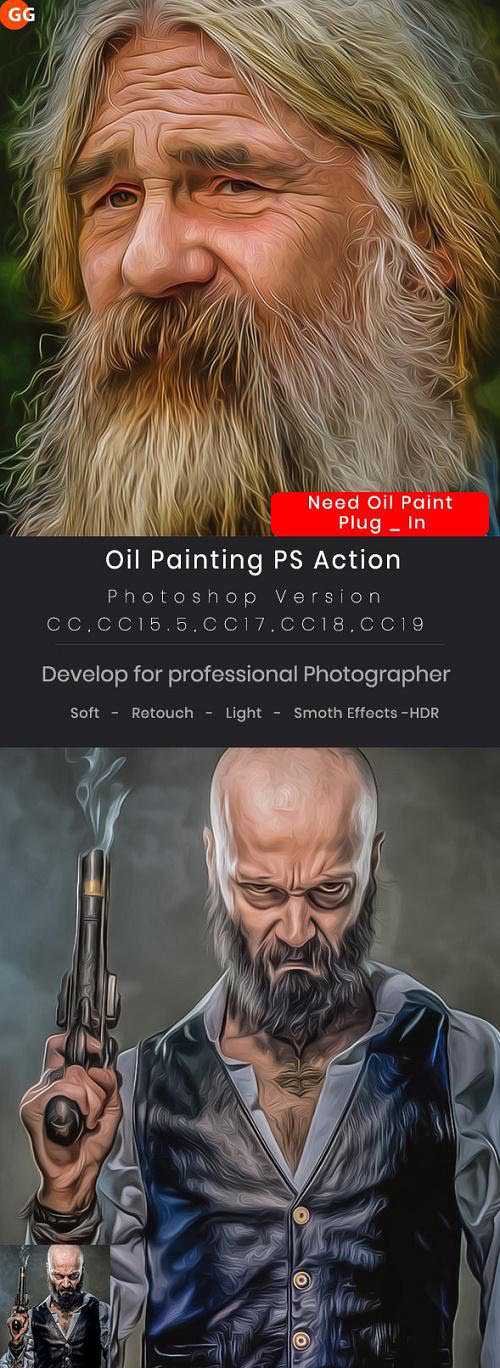 GG
Need Oil Paint
Plug _ In
Oil Painting PS Action
Photoshop Version
CC,CC15.5,CC17,CC18,CC19
Develop for professional Photographer
Soft - Retouch - Light - Smoth Effects -HDR